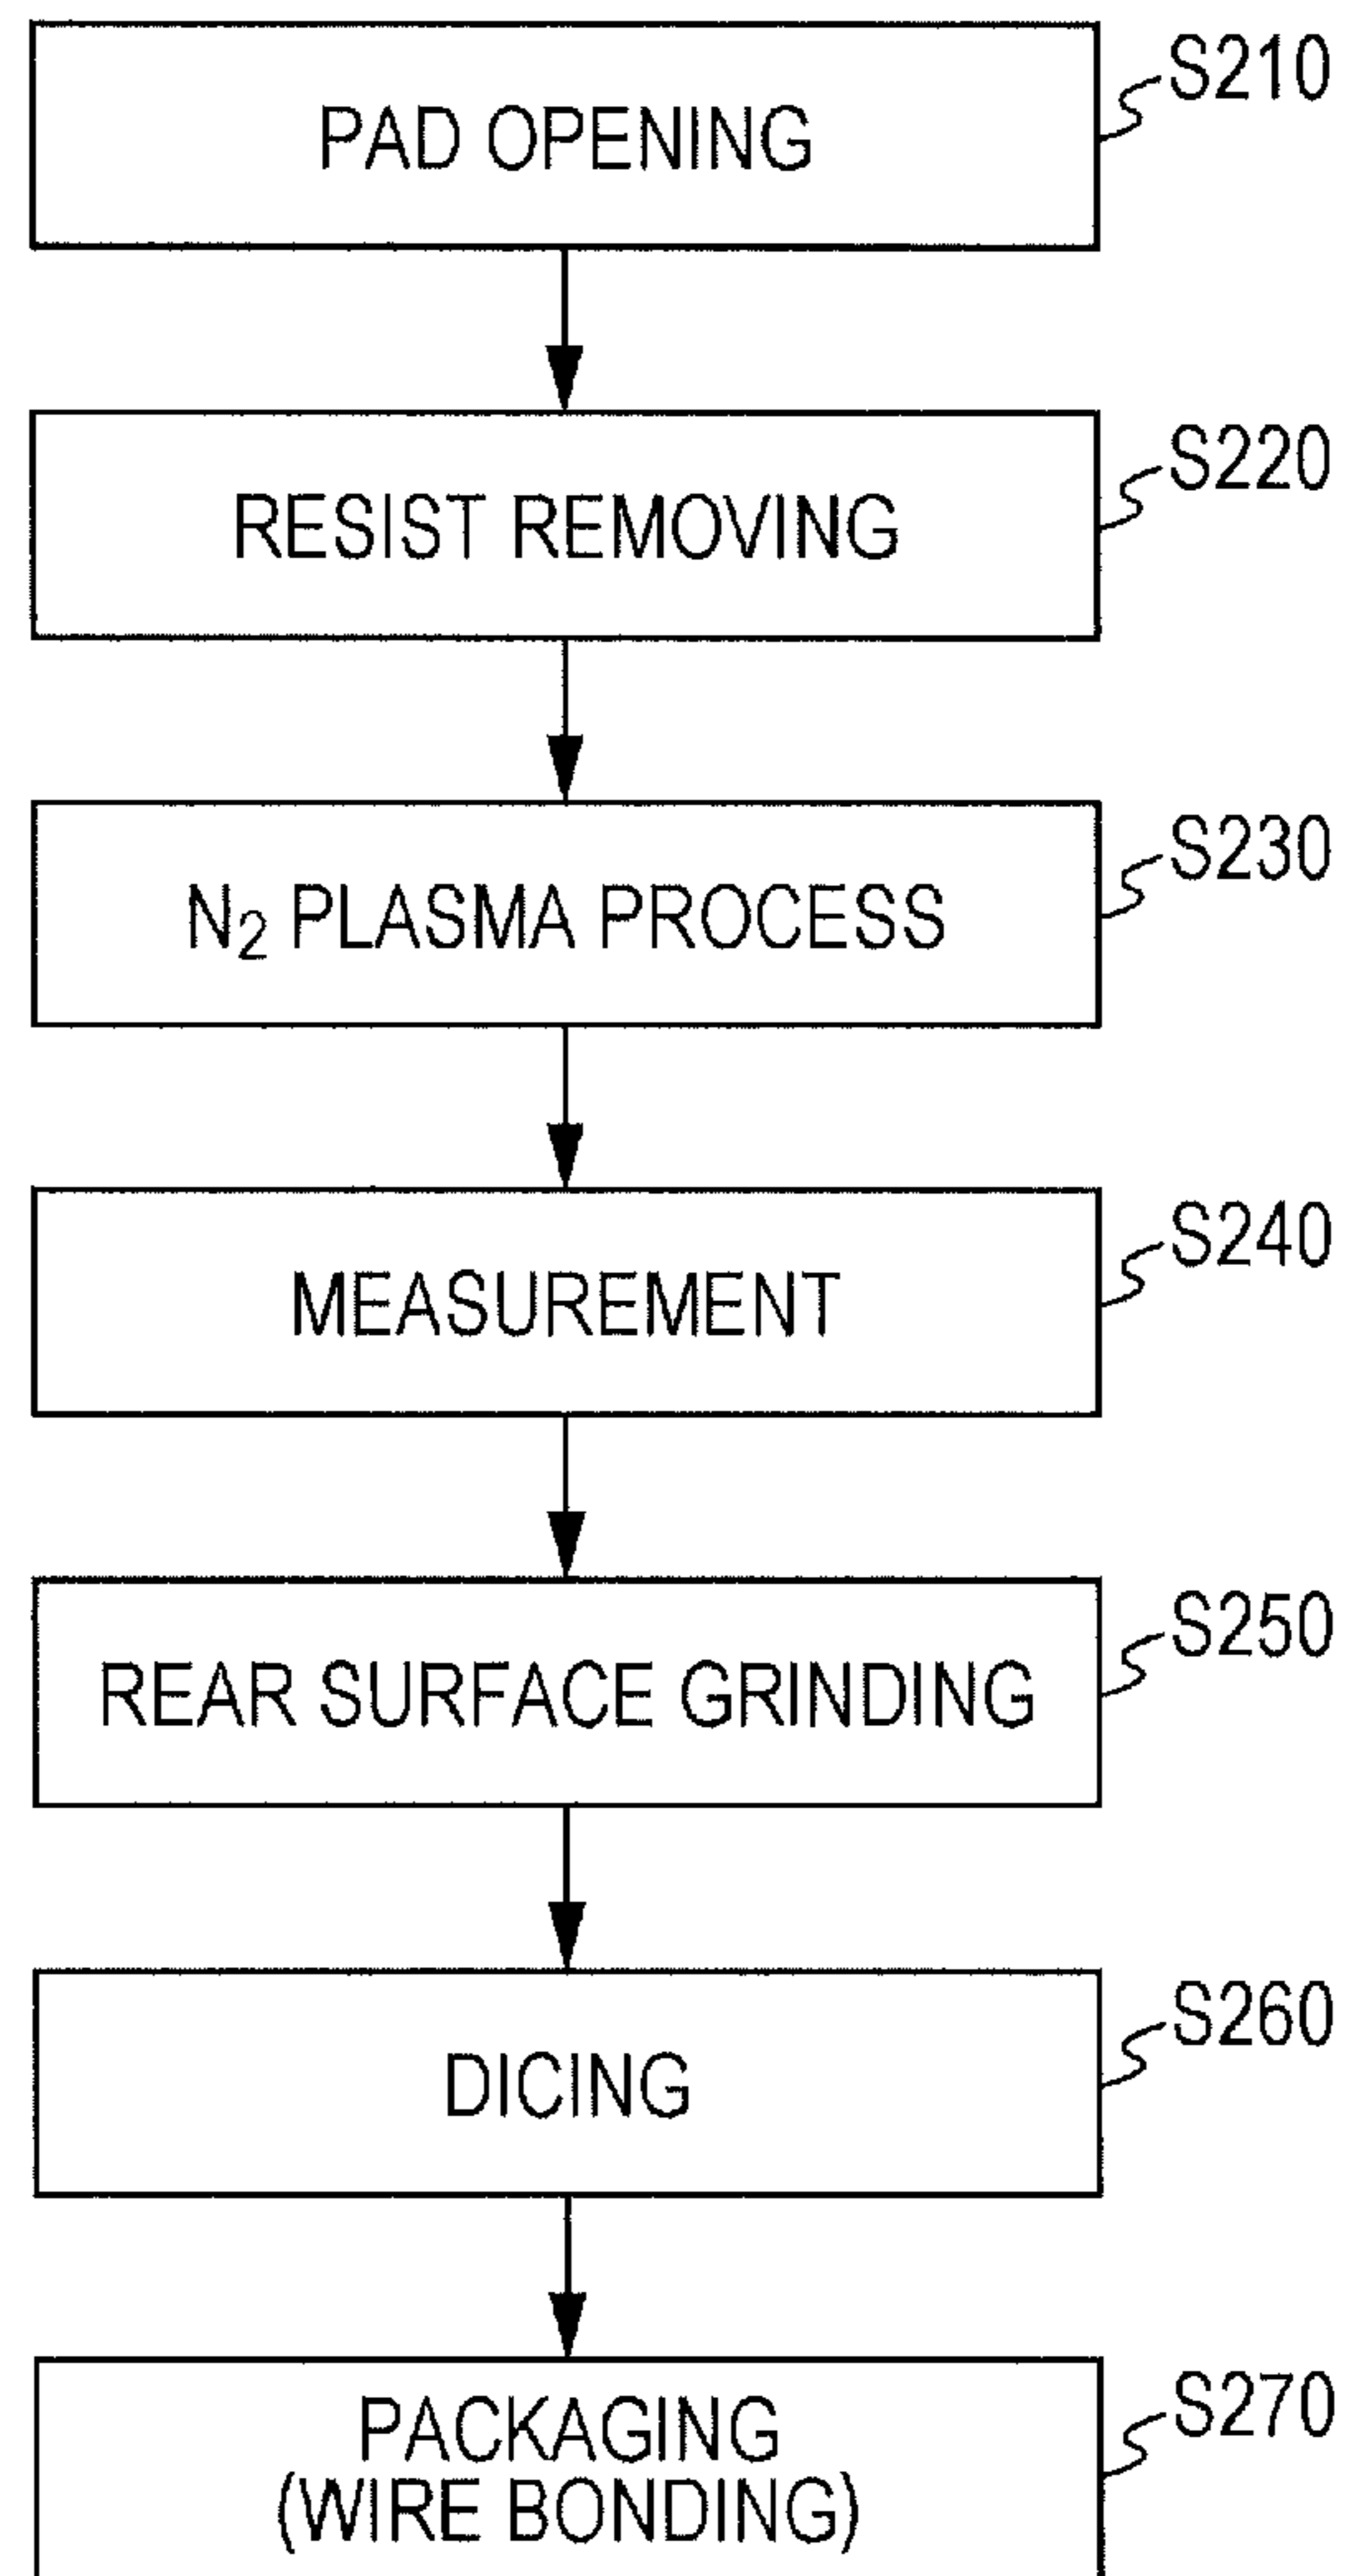 PAD OPENING
S210
RESIST REMOVING
S220
N₂ PLASMA PROCESS
S230
MEASUREMENT
S240
REAR SURFACE GRINDING
S250
DICING
S260
PACKAGING
(WIRE BONDING)
S270